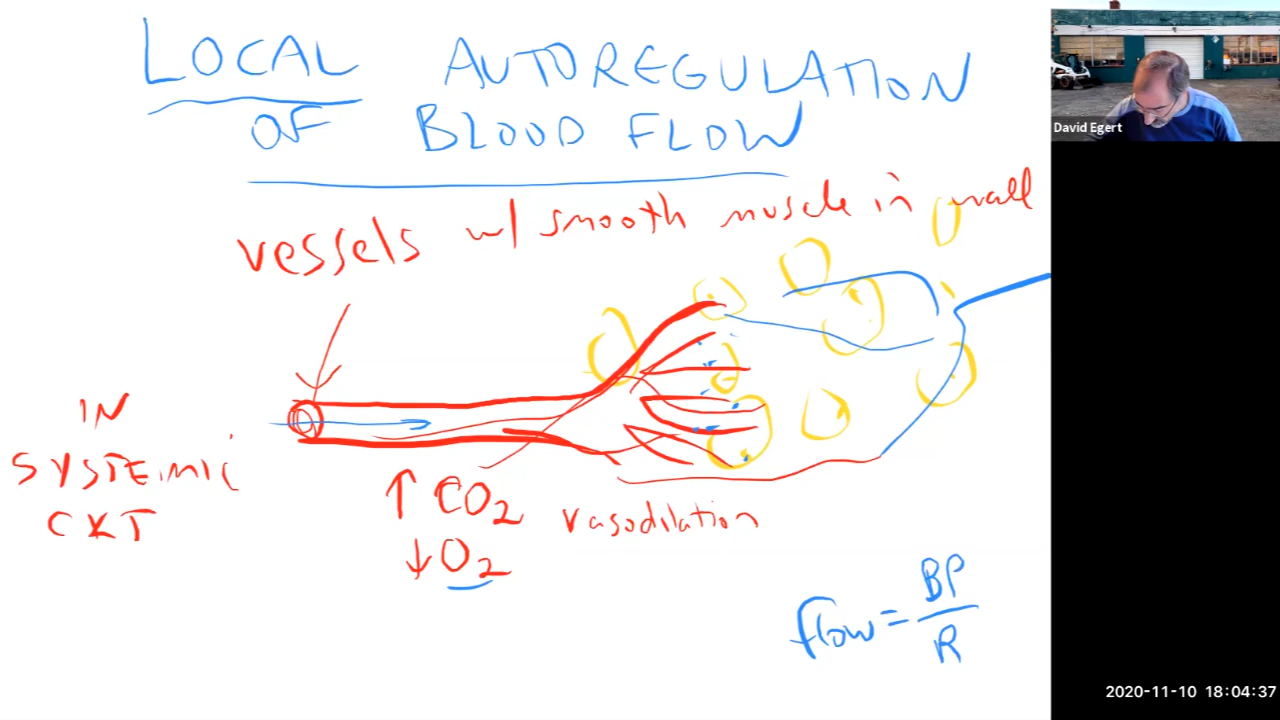 LOCAL AUTOREGULATION
OF BLOOD FLOW
vessels w/ smooth muscle in wall
IN
SYSTEMIC
CKT
↑ CO2
↓ O2
vasodilation
flow = BP/R
David Egert
2020-11-10 18:04:37